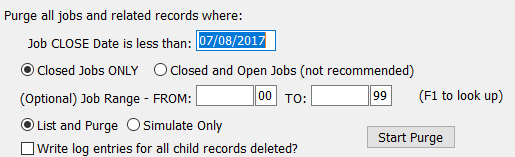 Purge all jobs and related records where:
Job CLOSE Date is less than: 07/08/2017
Closed Jobs ONLY Closed and Open Jobs (not recommended)
(Optional) Job Range - FROM: 00 TO: 99 (F1 to look up)
List and Purge Simulate Only
Start Purge
Write log entries for all child records deleted?